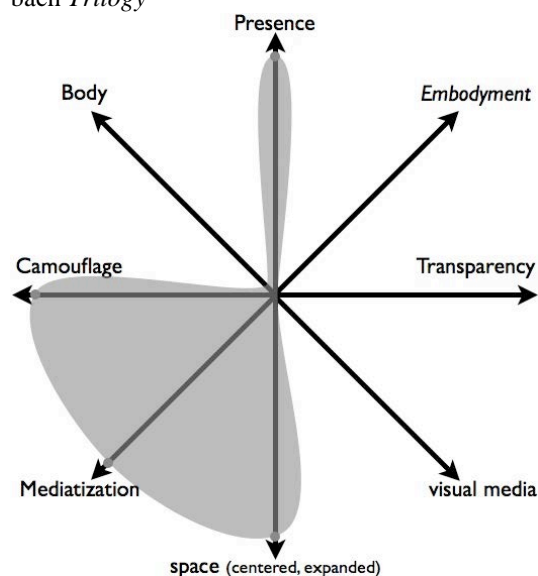 bach Trilogy
Presence
Body
Embodyment
Camouflage
Transparency
Mediatization
visual media
space (centered, expanded)